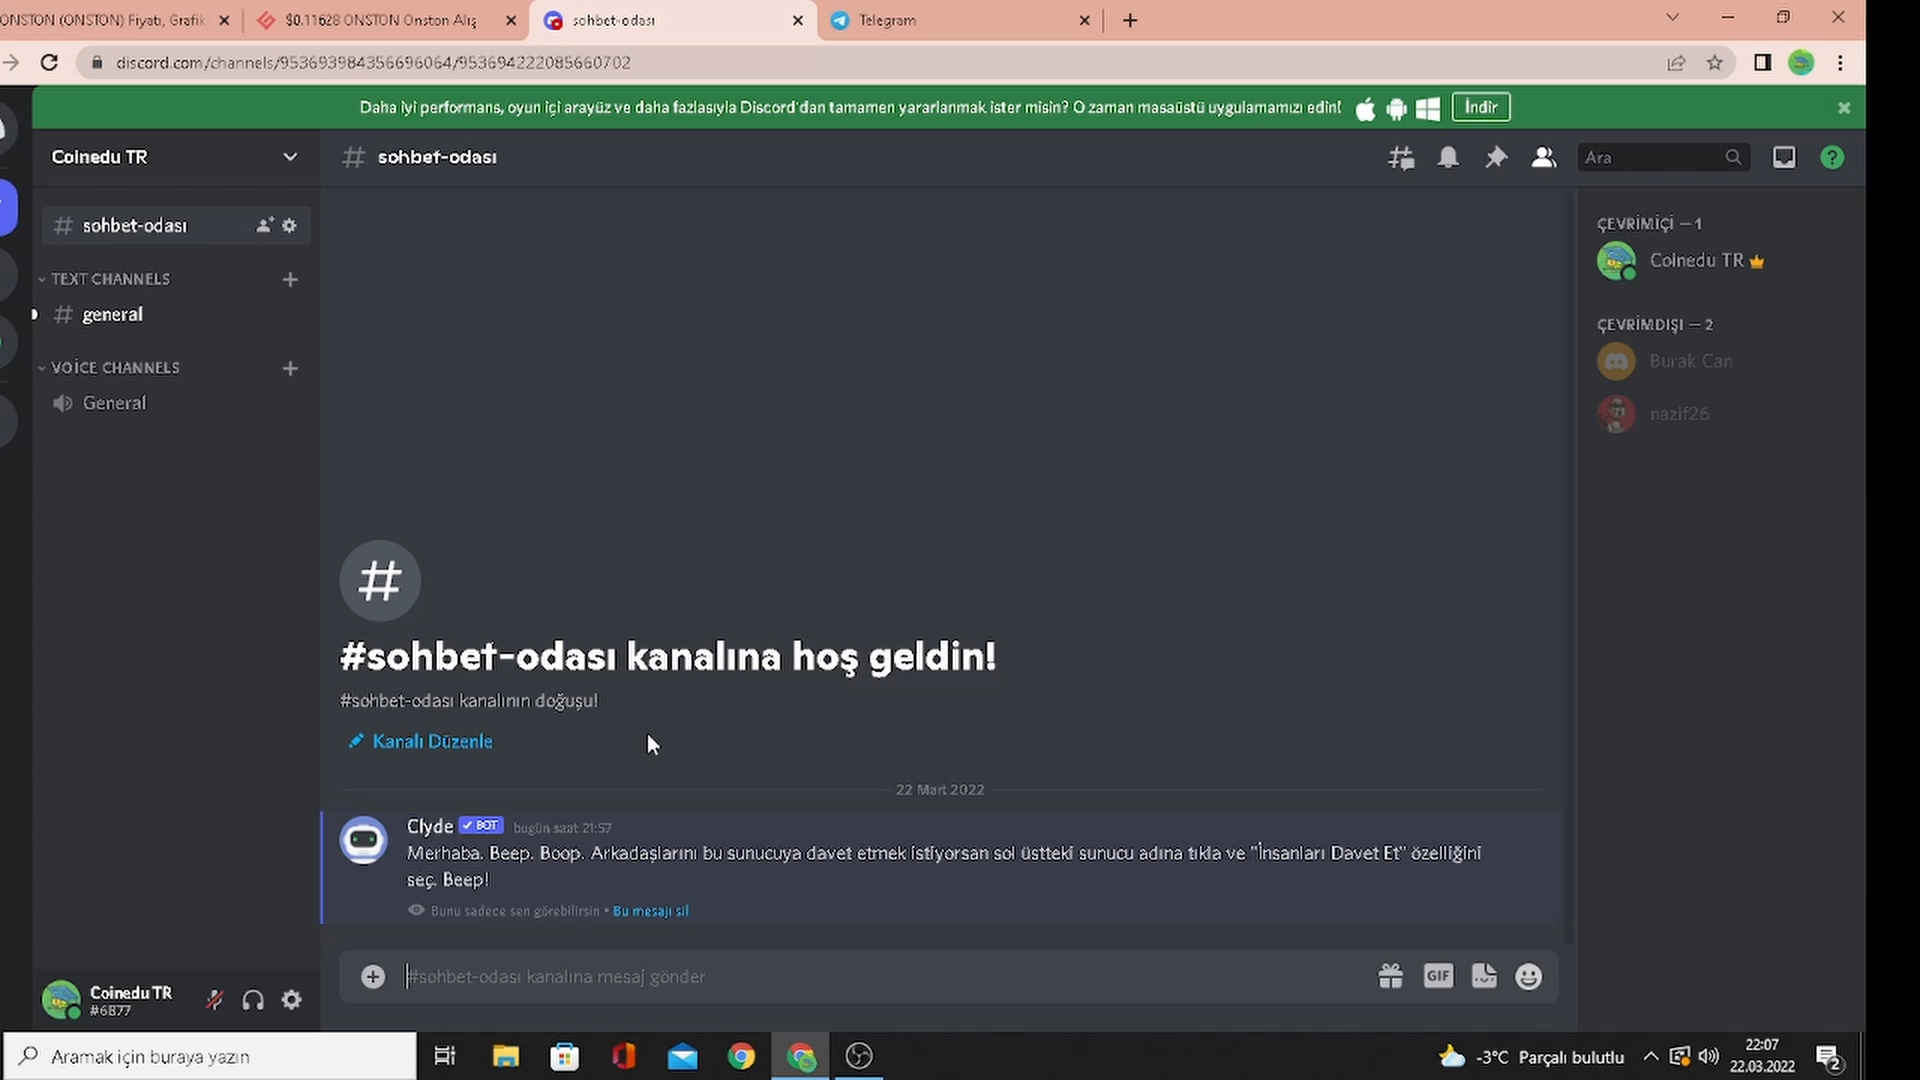 ONSTON (ONSTON) Fiyatı, Grafik
$0.11628 ONSTON Onston Alış
sohbet-odası
Telegram
discord.com/channels/953693984356696064/953694222085660702
Daha iyi performans, oyun içi arayüz ve daha fazlasıyla Discord'dan tamamen yararlanmak ister misin? O zaman masaüstü uygulamamızı edin!
İndir
Coinedu TR
sohbet-odası
Ara
sohbet-odası
TEXT CHANNELS
general
VOİCE CHANNELS
General
ÇEVRİMİÇİ — 1
Coinedu TR
ÇEVRİMDIŞI — 2
Burak Can
nazif26
#sohbet-odası kanalına hoş geldin!
#sohbet-odası kanalının doğuşu!
Kanalı Düzenle
22 Mart 2022
Clyde BOT bugün saat 21:57
Merhaba. Beep. Boop. Arkadaşlarını bu sunucuya davet etmek istiyorsan sol üstteki sunucu adına tıkla ve "İnsanları Davet Et" özelliğini
seç. Beep!
Bunu sadece sen görebilirsin • Bu mesajı sil
#sohbet-odası kanalına mesaj gönder
GIF
Coinedu TR
#6877
Aramak için buraya yazın
-3°C Parçalı bulutlu
22:07
22.03.2022
2